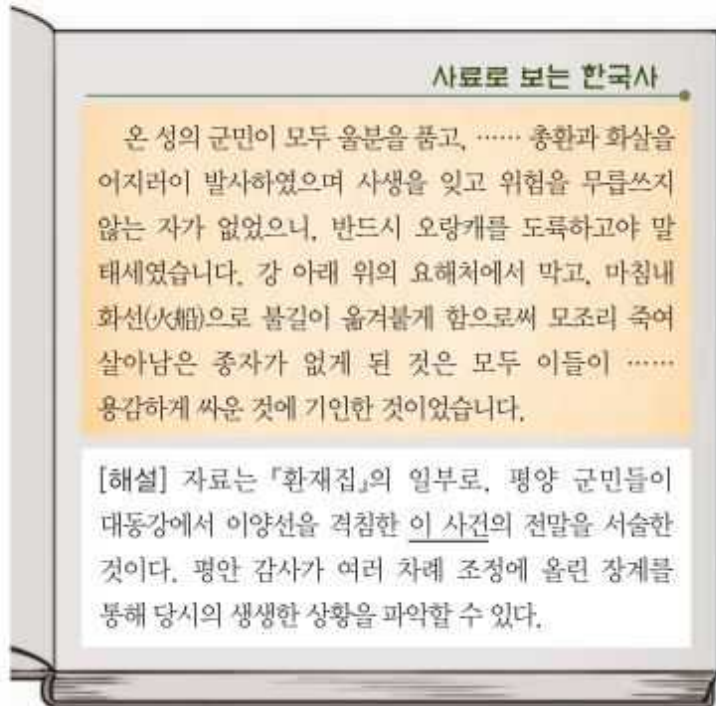 사료로 보는 한국사
온 성의 군민이 모두 울분을 품고, …… 총환과 화살을
어지러이 발사하였으며 사생을 잊고 위험을 무릅쓰지
않는 자가 없었으니, 반드시 오랑캐를 도륙하고야 말
태세였습니다. 강 아래 위의 요해처에서 막고, 마침내
화선(火船)으로 불길이 옮겨붙게 함으로써 모조리 죽여
살아남은 종자가 없게 된 것은 모두 이들이 ……
용감하게 싸운 것에 기인한 것이었습니다.
[해설] 자료는 『환재집』의 일부로, 평양 군민들이
대동강에서 이양선을 격침한 이 사건의 전말을 서술한
것이다. 평안 감사가 여러 차례 조정에 올린 장계를
통해 당시의 생생한 상황을 파악할 수 있다.